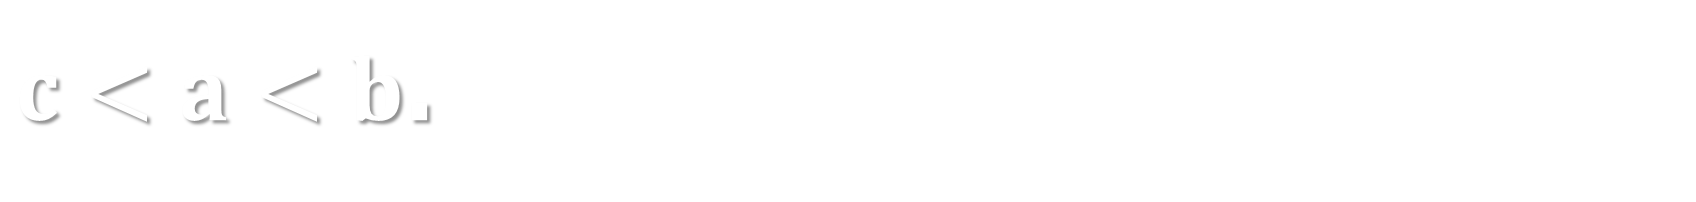 c < a < b.